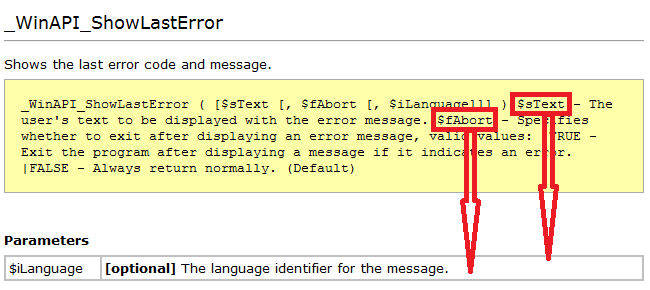 _WinAPI_ShowLastError
Shows the last error code and message.
_WinAPI_ShowLastError ( [$sText [, $fAbort [, $iLanguage]]] ) $sText – The
user's text to be displayed with the error message. $fAbort – Specifies
whether to exit after displaying an error message, valid values: |TRUE –
Exit the program after displaying a message if it indicates an error.
|FALSE – Always return normally. (Default)
Parameters
$iLanguage [optional] The language identifier for the message.